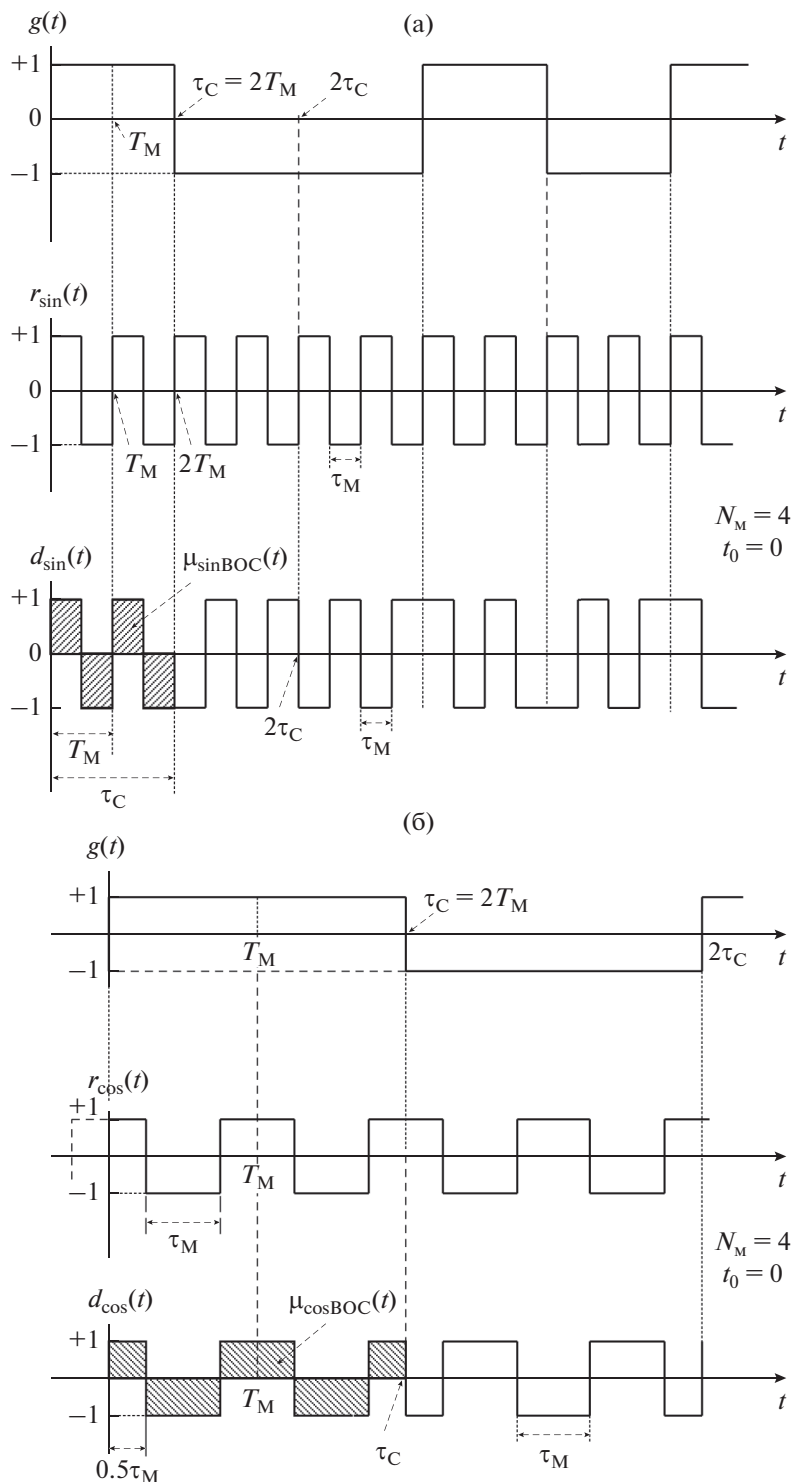 g(t)
(а)
+1
τC = 2TM
2τC
0
TM
t
−1
rsin(t)
+1
0
t
−1
TM
2TM
τM
Nм = 4
t0 = 0
dsin(t)
μsinBOC(t)
+1
0
t
−1
2τC
τM
TM
τC
(б)
g(t)
+1
τC = 2TM
TM
2τC
t
−1
rcos(t)
+1
TM
t
−1
τM
Nм = 4
t0 = 0
dcos(t)
μcosBOC(t)
+1
TM
t
−1
τC
τM
0.5τM